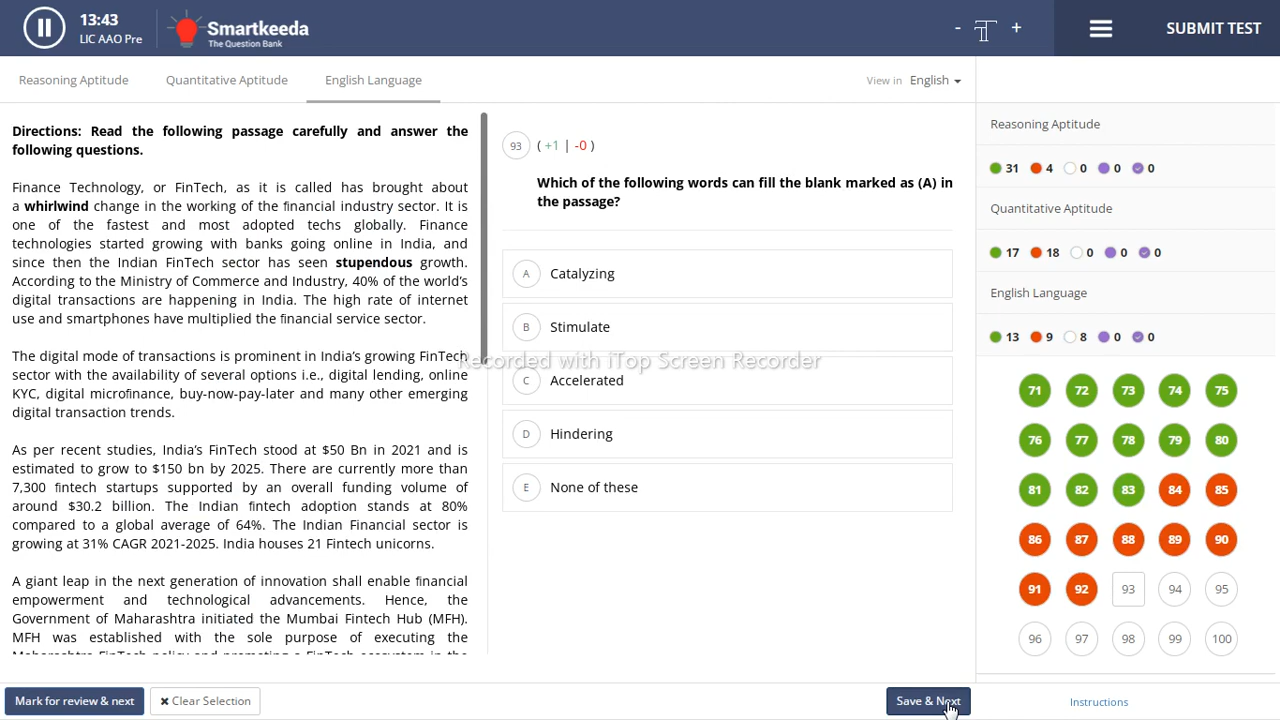 13:43
LIC AAO Pre
Smartkeeda
The Question Bank
- T +
SUBMIT TEST
Reasoning Aptitude
Quantitative Aptitude
English Language
View in English
Directions: Read the following passage carefully and answer the
following questions.
Finance Technology, or FinTech, as it is called has brought about
a whirlwind change in the working of the financial industry sector. It is
one of the fastest and most adopted techs globally. Finance
technologies started growing with banks going online in India, and
since then the Indian FinTech sector has seen stupendous growth.
According to the Ministry of Commerce and Industry, 40% of the world's
digital transactions are happening in India. The high rate of internet
use and smartphones have multiplied the financial service sector.
The digital mode of transactions is prominent in India's growing FinTech
sector with the availability of several options i.e., digital lending, online
KYC, digital microfinance, buy-now-pay-later and many other emerging
digital transaction trends.
As per recent studies, India's FinTech stood at $50 Bn in 2021 and is
estimated to grow to $150 bn by 2025. There are currently more than
7,300 fintech startups supported by an overall funding volume of
around $30.2 billion. The Indian fintech adoption stands at 80%
compared to a global average of 64%. The Indian Financial sector is
growing at 31% CAGR 2021-2025. India houses 21 Fintech unicorns.
A giant leap in the next generation of innovation shall enable financial
empowerment and technological advancements. Hence, the
Government of Maharashtra initiated the Mumbai Fintech Hub (MFH).
MFH was established with the sole purpose of executing the
Maharashtra FinTech policy and promoting a FinTech ecosystem in the
93 ( +1 | -0 )
Which of the following words can fill the blank marked as (A) in
the passage?
A Catalyzing
B Stimulate
C Accelerated
D Hindering
E None of these
Recorded with iTop Screen Recorder
Reasoning Aptitude
31 4 0 0 0
Quantitative Aptitude
17 18 0 0 0
English Language
13 9 8 0 0
71 72 73 74 75
76 77 78 79 80
81 82 83 84 85
86 87 88 89 90
91 92 93 94 95
96 97 98 99 100
Mark for review & next
Clear Selection
Save & Next
Instructions